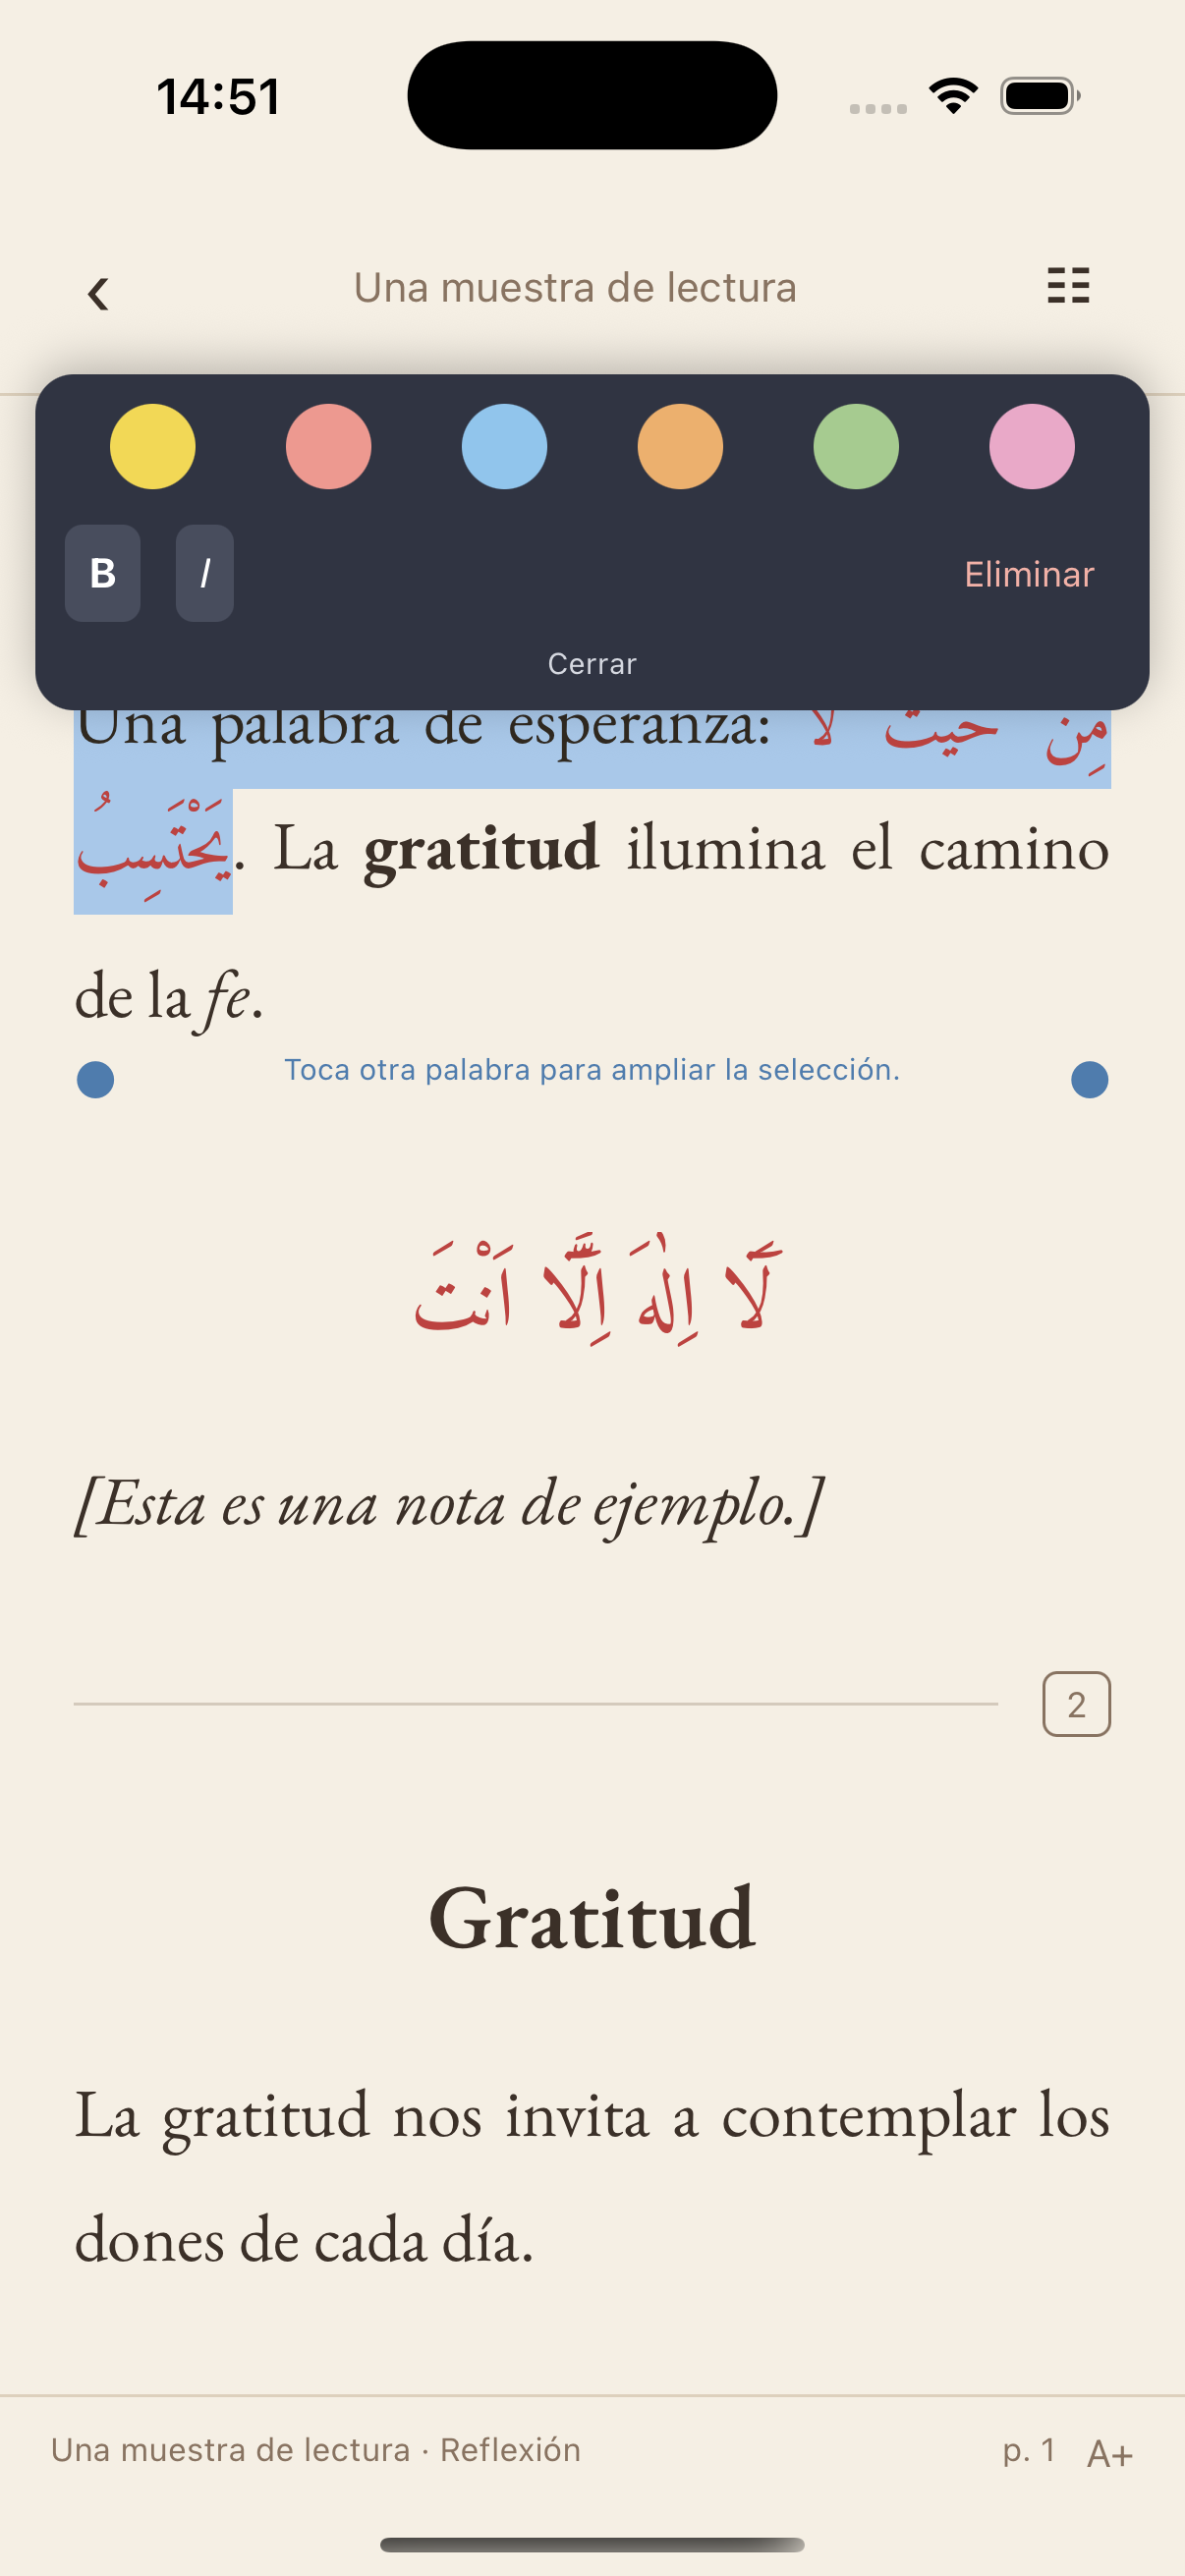 14:51
Una muestra de lectura
B I Eliminar
Cerrar
Una palabra de esperanza: مِن حيث لا
يَحْتَسِبُ. La gratitud ilumina el camino
de la fe.
Toca otra palabra para ampliar la selección.
لَٓا اِلٰهَ اِلَّٓا اَنْتَ
[Esta es una nota de ejemplo.]
2
Gratitud
La gratitud nos invita a contemplar los
dones de cada día.
Una muestra de lectura · Reflexión p. 1 A+